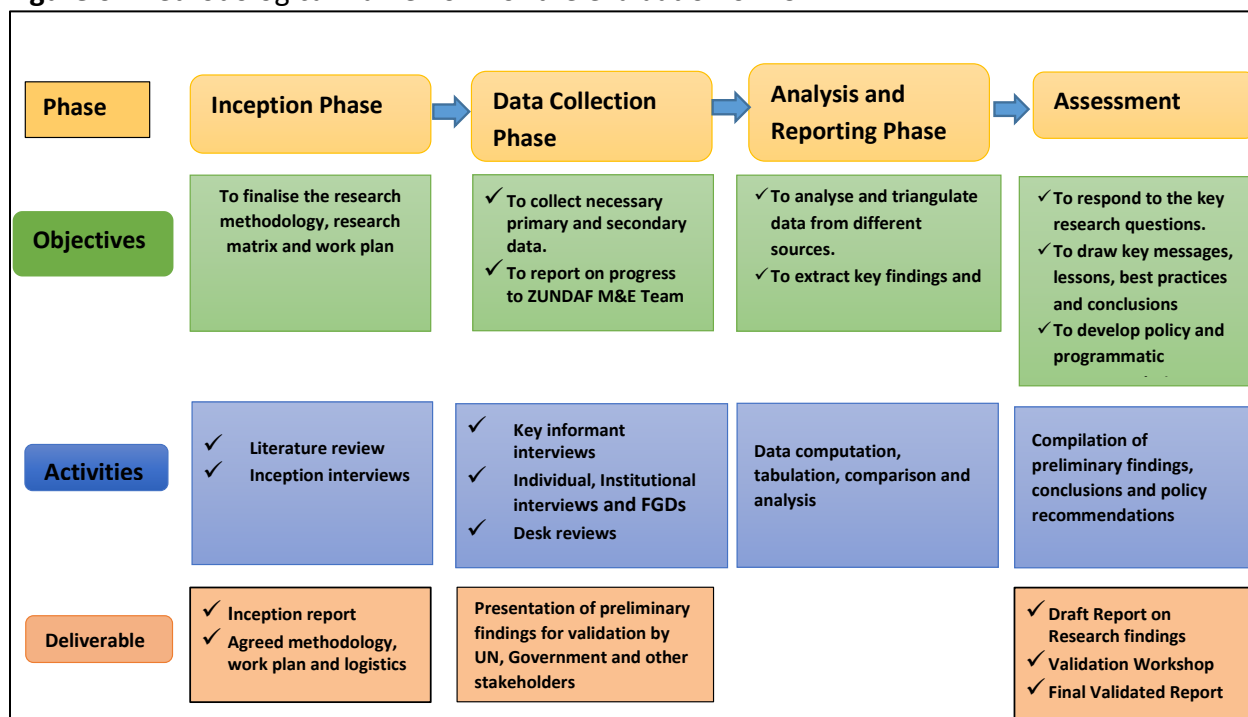 Phase
Inception Phase
Data Collection
Phase
Analysis and
Reporting Phase
Assessment
Objectives
To finalise the research
methodology, research
matrix and work plan
✓ To collect necessary
primary and secondary
data.
✓ To report on progress
to ZUNDAF M&E Team
✓ To analyse and triangulate
data from different
sources.
✓ To extract key findings and
✓ To respond to the key
research questions.
✓ To draw key messages,
lessons, best practices
and conclusions
✓ To develop policy and
programmatic
Activities
✓ Literature review
✓ Inception interviews
✓ Key informant
interviews
✓ Individual, Institutional
interviews and FGDs
✓ Desk reviews
Data computation,
tabulation, comparison and
analysis
Compilation of
preliminary findings,
conclusions and policy
recommendations
Deliverable
✓ Inception report
✓ Agreed methodology,
work plan and logistics
Presentation of preliminary
findings for validation by
UN, Government and other
stakeholders
✓ Draft Report on
Research findings
✓ Validation Workshop
✓ Final Validated Report